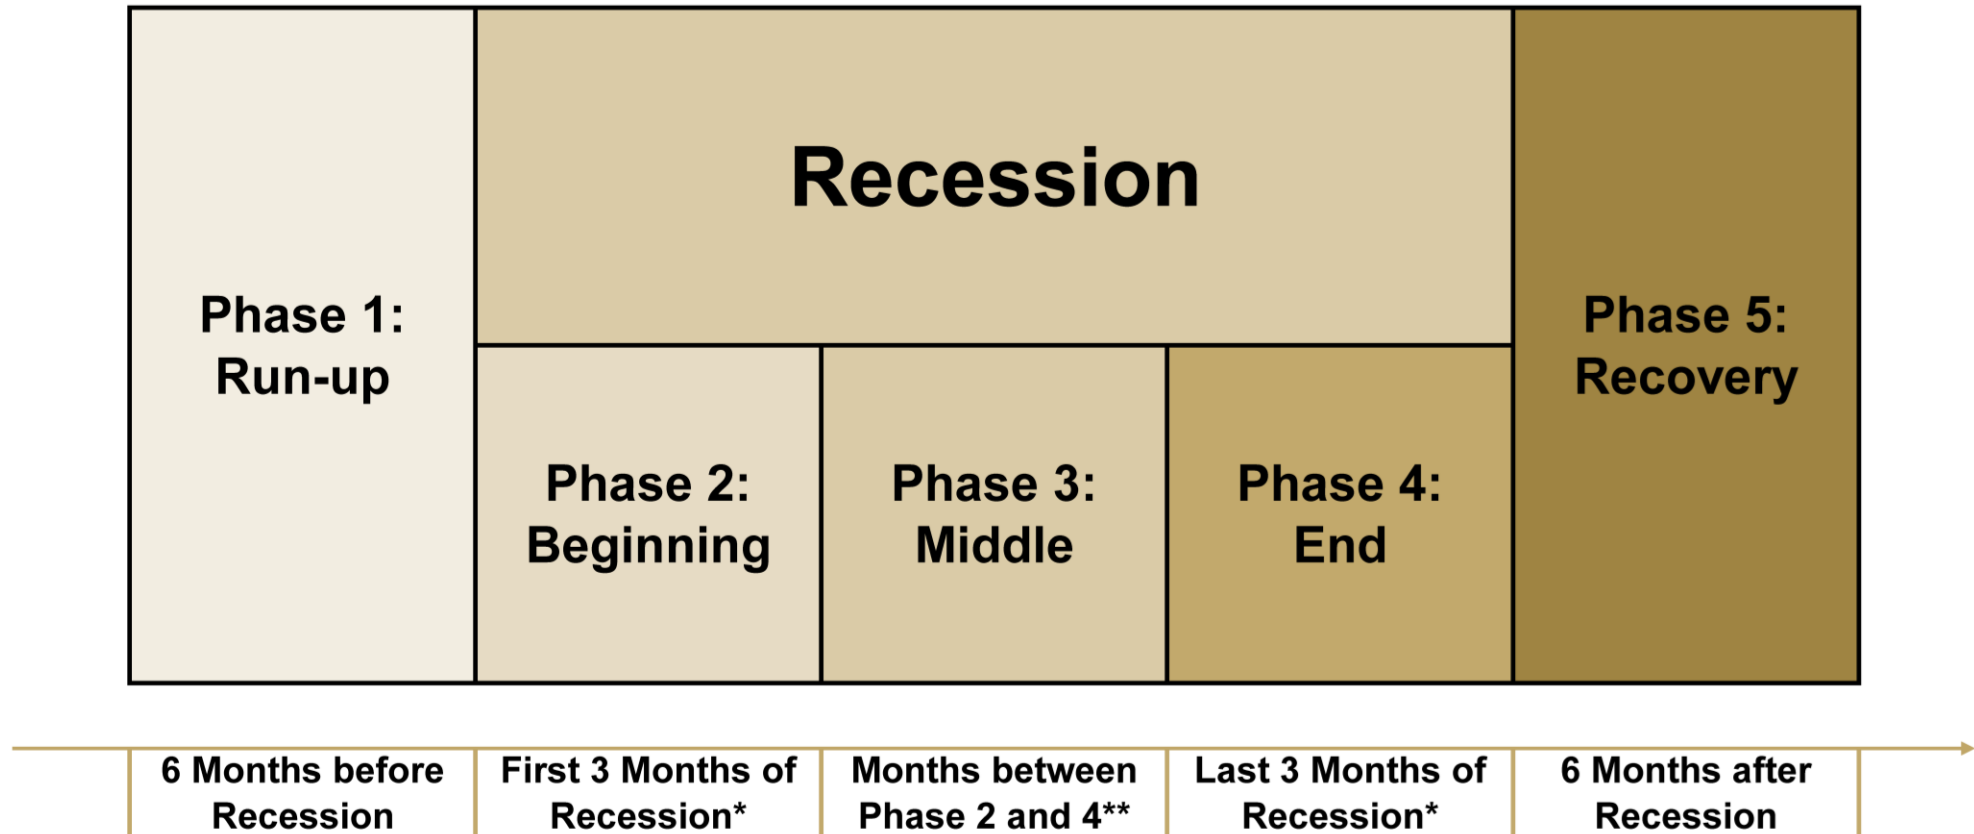 Recession
Phase 1:
Run-up
Phase 5:
Recovery
Phase 2:
Beginning
Phase 3:
Middle
Phase 4:
End
6 Months before
Recession
First 3 Months of
Recession*
Months between
Phase 2 and 4**
Last 3 Months of
Recession*
6 Months after
Recession